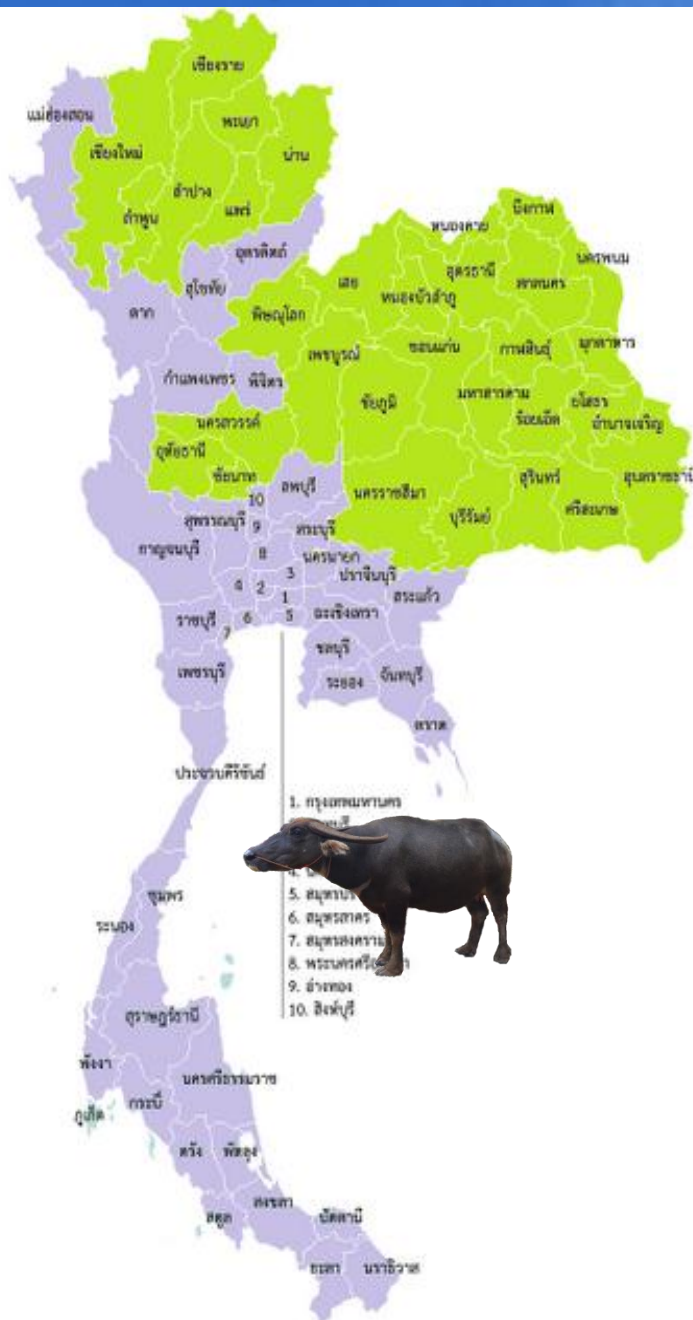 เชียงราย
แม่ฮ่องสอน
พะเยา
เชียงใหม่
น่าน
ลำปาง
แพร่
ลำพูน
บึงกาฬ
หนองคาย
อุตรดิตถ์
นครพนม
อุดรธานี
เลย
สกลนคร
สุโขทัย
หนองบัวลำภู
ตาก
พิษณุโลก
มุกดาหาร
ขอนแก่น
กาฬสินธุ์
เพชรบูรณ์
กำแพงเพชร
พิจิตร
มหาสารคาม
ชัยภูมิ
ยโสธร
ร้อยเอ็ด
อำนาจเจริญ
นครสวรรค์
อุทัยธานี
ชัยนาท
ลพบุรี
สุรินทร์
อุบลราชธานี
นครราชสีมา
10
ศรีสะเกษ
บุรีรัมย์
สุพรรณบุรี
9
สระบุรี
กาญจนบุรี
8
นครนายก
3
ปราจีนบุรี
4
2
สระแก้ว
1
ราชบุรี
6
5
ฉะเชิงเทรา
7
ชลบุรี
เพชรบุรี
ระยอง
จันทบุรี
ตราด
ประจวบคีรีขันธ์
1. กรุงเทพมหานคร
4.
5. สมุทรปร
6. สมุทรสาคร
7. สมุทรสงคราม
8. พระนครศรีอ
9. อ่างทอง
10. สิงห์บุรี
ชุมพร
ระนอง
สุราษฎร์ธานี
พังงา
นครศรีธรรมราช
กระบี่
ภูเก็ต
ตรัง
พัทลุง
สงขลา
สตูล
ปัตตานี
ยะลา
นราธิวาส